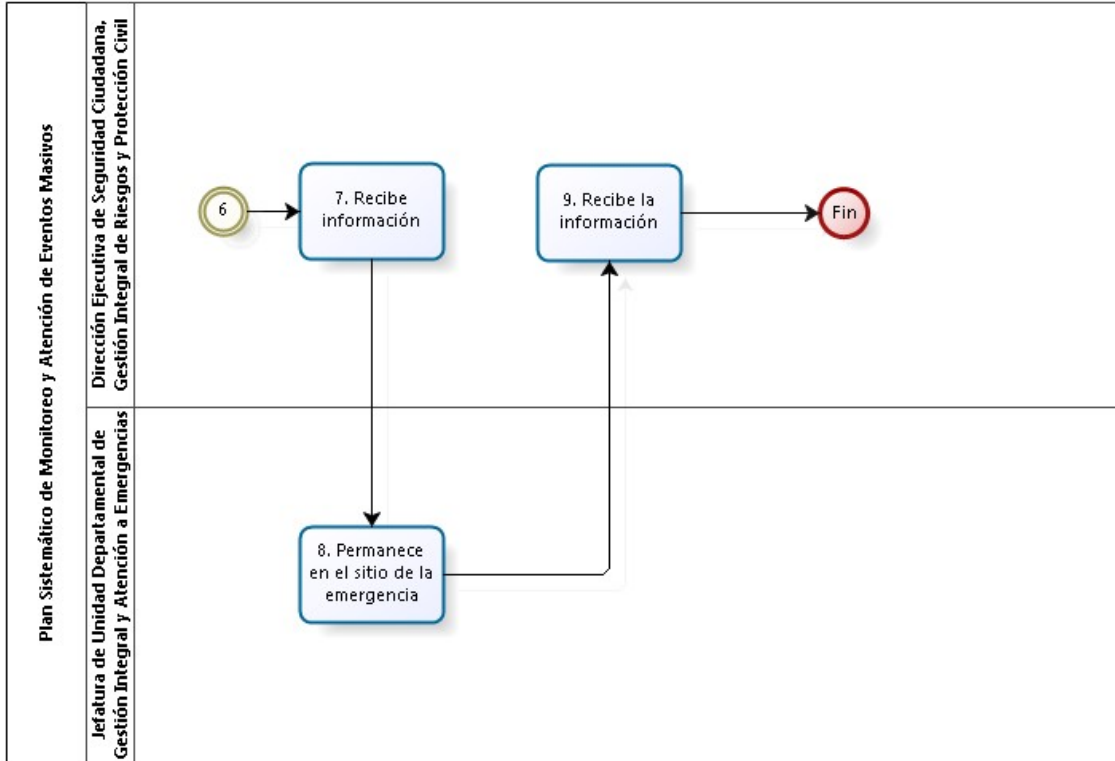 Plan Sistemático de Monitoreo y Atención de Eventos Masivos
Dirección Ejecutiva de Seguridad Ciudadana,
Gestión Integral de Riesgos y Protección Civil
6
7. Recibe
información
9. Recibe la
información
Fin
Jefatura de Unidad Departamental de
Gestión Integral y Atención a Emergencias
8. Permanece
en el sitio de la
emergencia